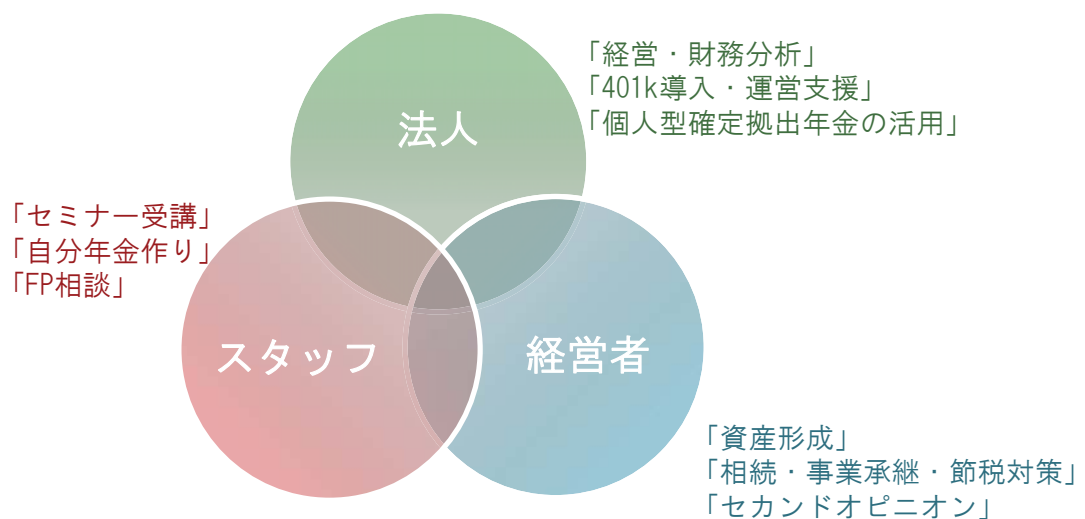 「経営・財務分析」
「401k導入・運営支援」
「個人型確定拠出年金の活用」
法人
「セミナー受講」
「自分年金作り」
「FP相談」
スタッフ
経営者
「資産形成」
「相続・事業承継・節税対策」
「セカンドオピニオン」